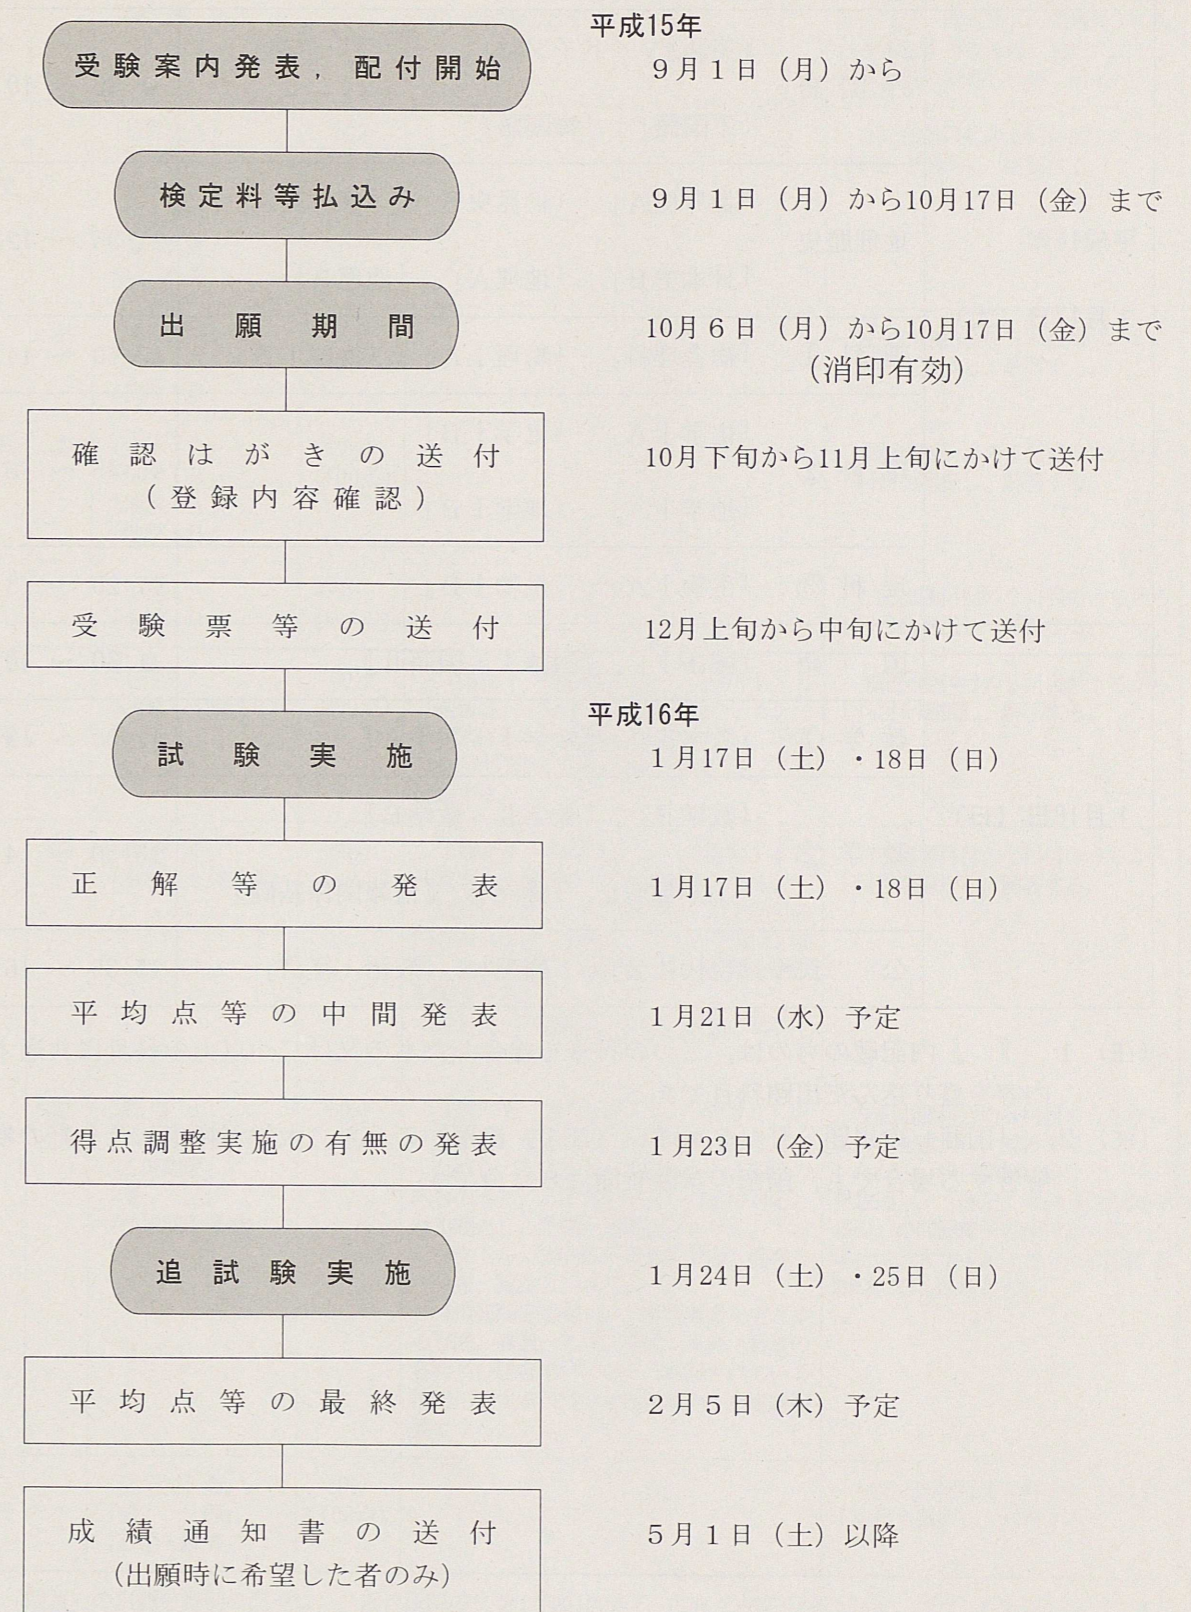 平成15年
受験案内発表，配付開始
9月1日（月）から
検定料等払込み
9月1日（月）から10月17日（金）まで
出願期間
10月6日（月）から10月17日（金）まで
（消印有効）
確認はがきの送付
（登録内容確認）
10月下旬から11月上旬にかけて送付
受験票等の送付
12月上旬から中旬にかけて送付
平成16年
試験実施
1月17日（土）・18日（日）
正解等の発表
1月17日（土）・18日（日）
平均点等の中間発表
1月21日（水）予定
得点調整実施の有無の発表
1月23日（金）予定
追試験実施
1月24日（土）・25日（日）
平均点等の最終発表
2月5日（木）予定
成績通知書の送付
（出願時に希望した者のみ）
5月1日（土）以降